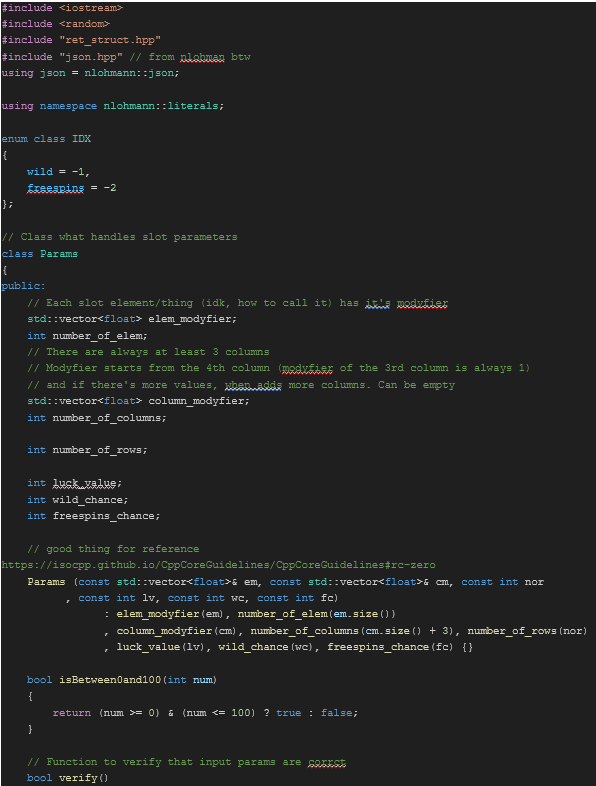 #include <iostream>
#include <random>
#include "ret_struct.hpp"
#include "json.hpp" // from nlohman btw
using json = nlohmann::json;
using namespace nlohmann::literals;
enum class IDX
{
    wild = -1,
    freespins = -2
};
// Class what handles slot parameters
class Params
{
public:
    // Each slot element/thing (idk, how to call it) has it's modyfier
    std::vector<float> elem_modyfier;
    int number_of_elem;
    // There are always at least 3 columns
    // Modyfier starts from the 4th column (modyfier of the 3rd column is always 1)
    // and if there's more values, when adds more columns. Can be empty
    std::vector<float> column_modyfier;
    int number_of_columns;
    int number_of_rows;
    int luck_value;
    int wild_chance;
    int freespins_chance;
    // good thing for reference
https://isocpp.github.io/CppCoreGuidelines/CppCoreGuidelines#rc-zero
    Params (const std::vector<float>& em, const std::vector<float>& cm, const int nor
          , const int lv, const int wc, const int fc)
                : elem_modyfier(em), number_of_elem(em.size())
                , column_modyfier(cm), number_of_columns(cm.size() + 3), number_of_rows(nor)
                , luck_value(lv), wild_chance(wc), freespins_chance(fc) {}
    bool isBetween0and100(int num)
    {
        return (num >= 0) & (num <= 100) ? true : false;
    }
    // Function to verify that input params are corrct
    bool verify()